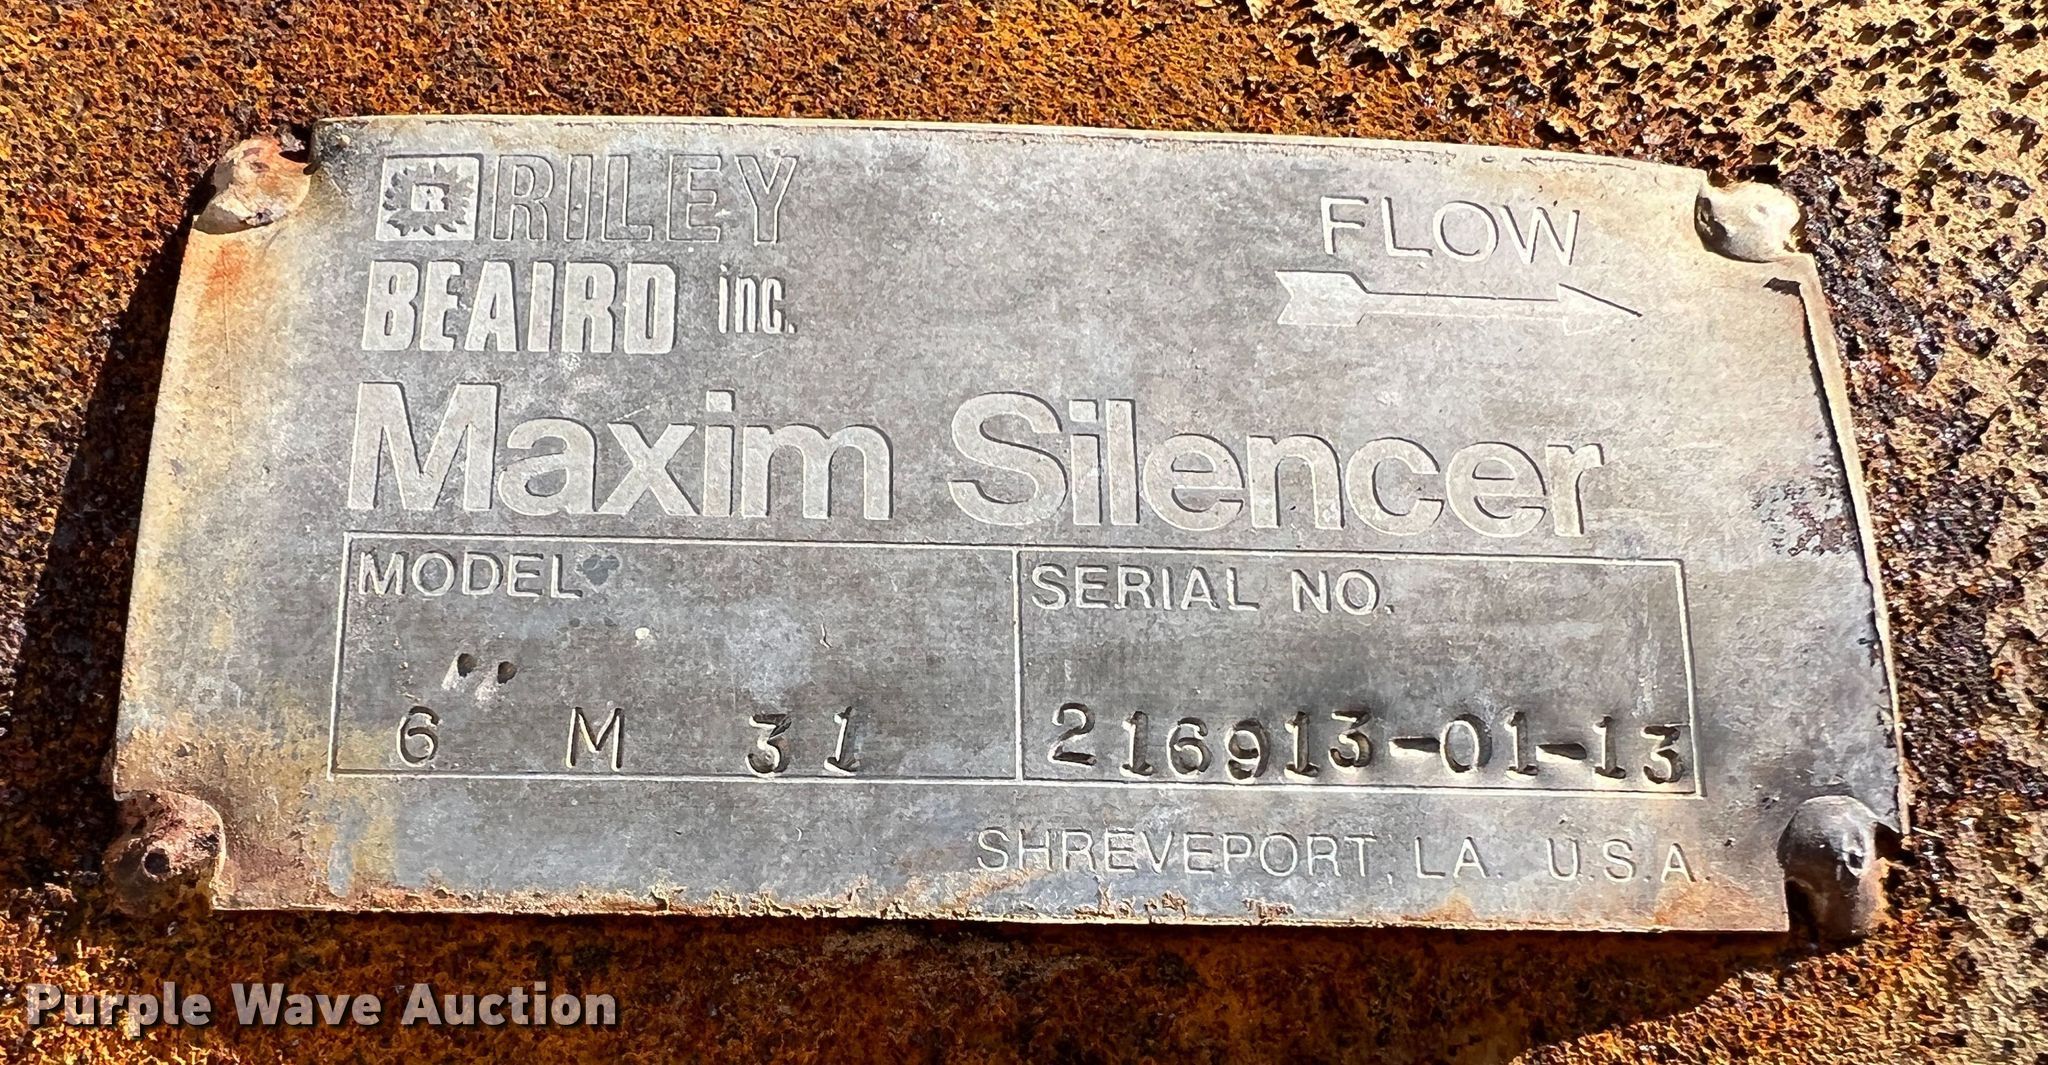 R RILEY
BEAIRD inc.
FLOW
Maxim Silencer
MODEL
6" M 31
SERIAL NO.
216913-01-13
SHREVEPORT, LA. U.S.A.
Purple Wave Auction